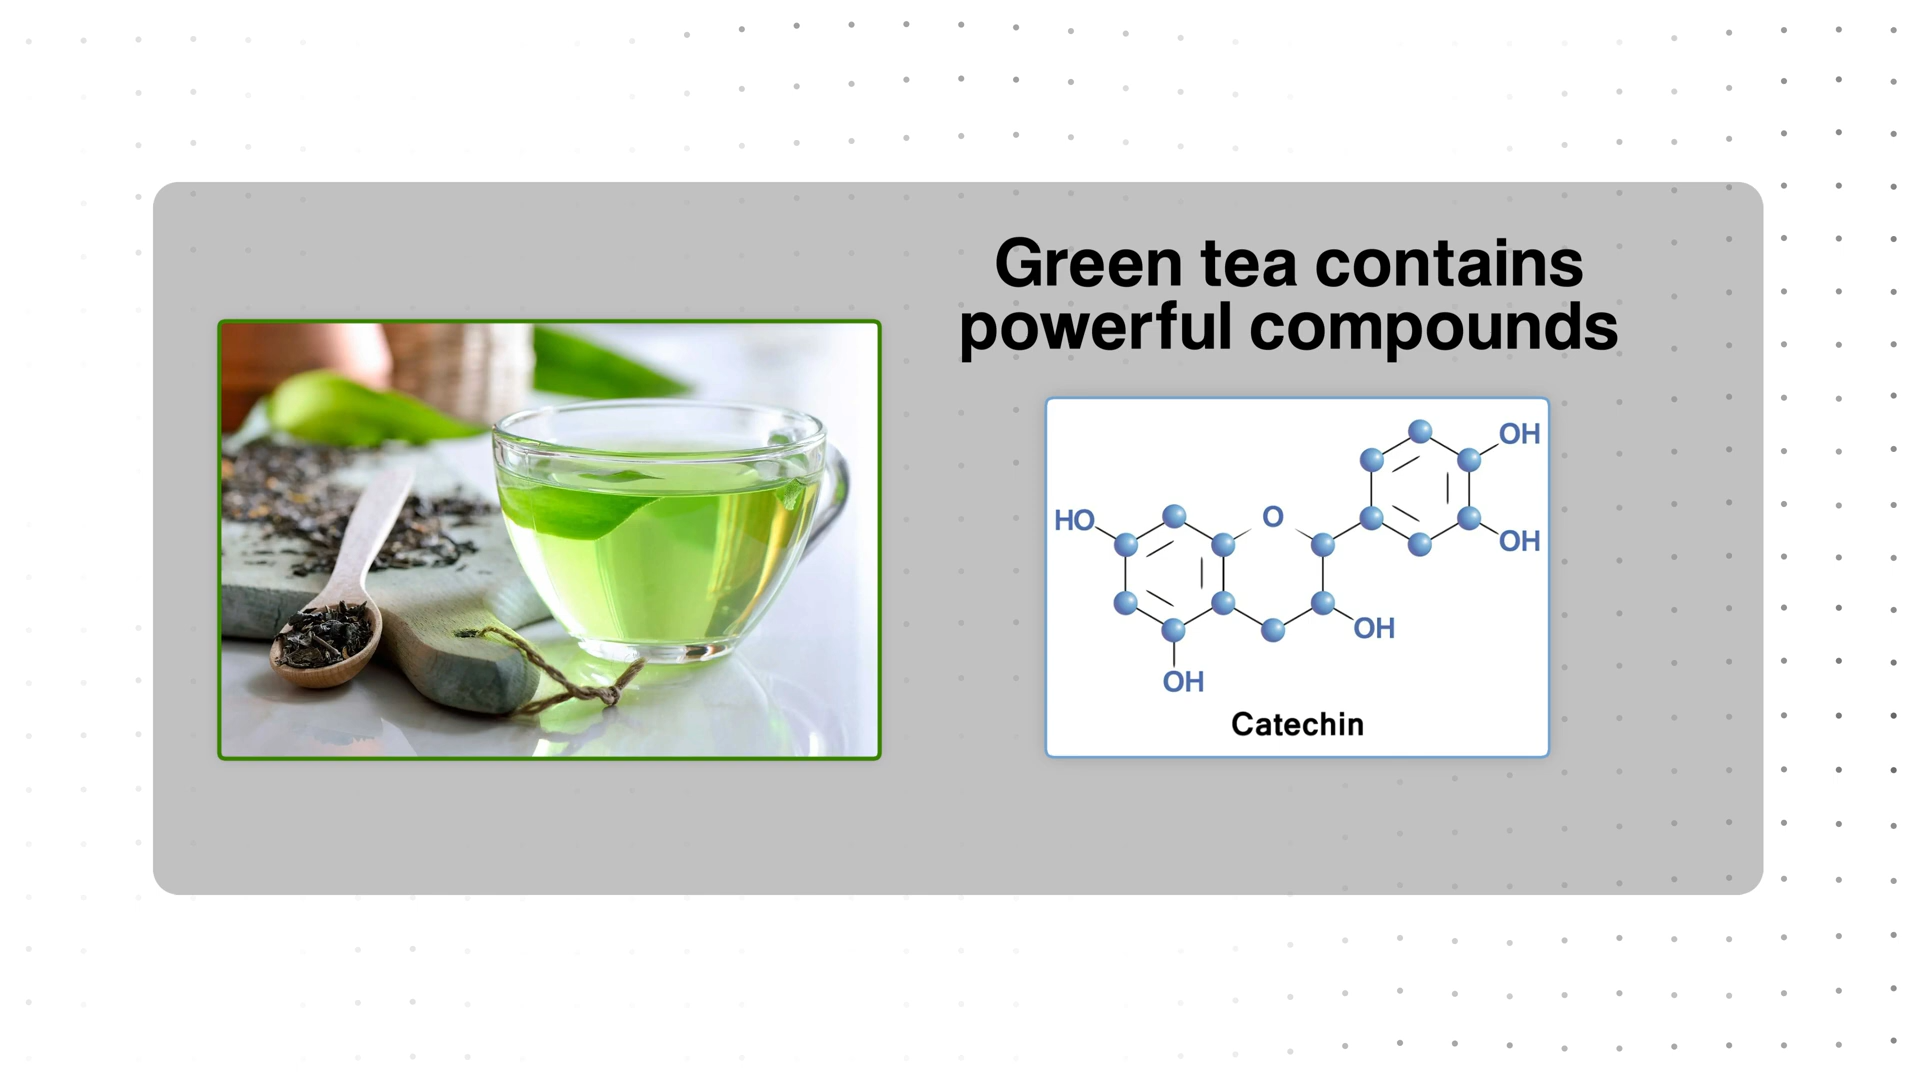 Green tea contains
powerful compounds
OH
HO
O
OH
OH
OH
Catechin